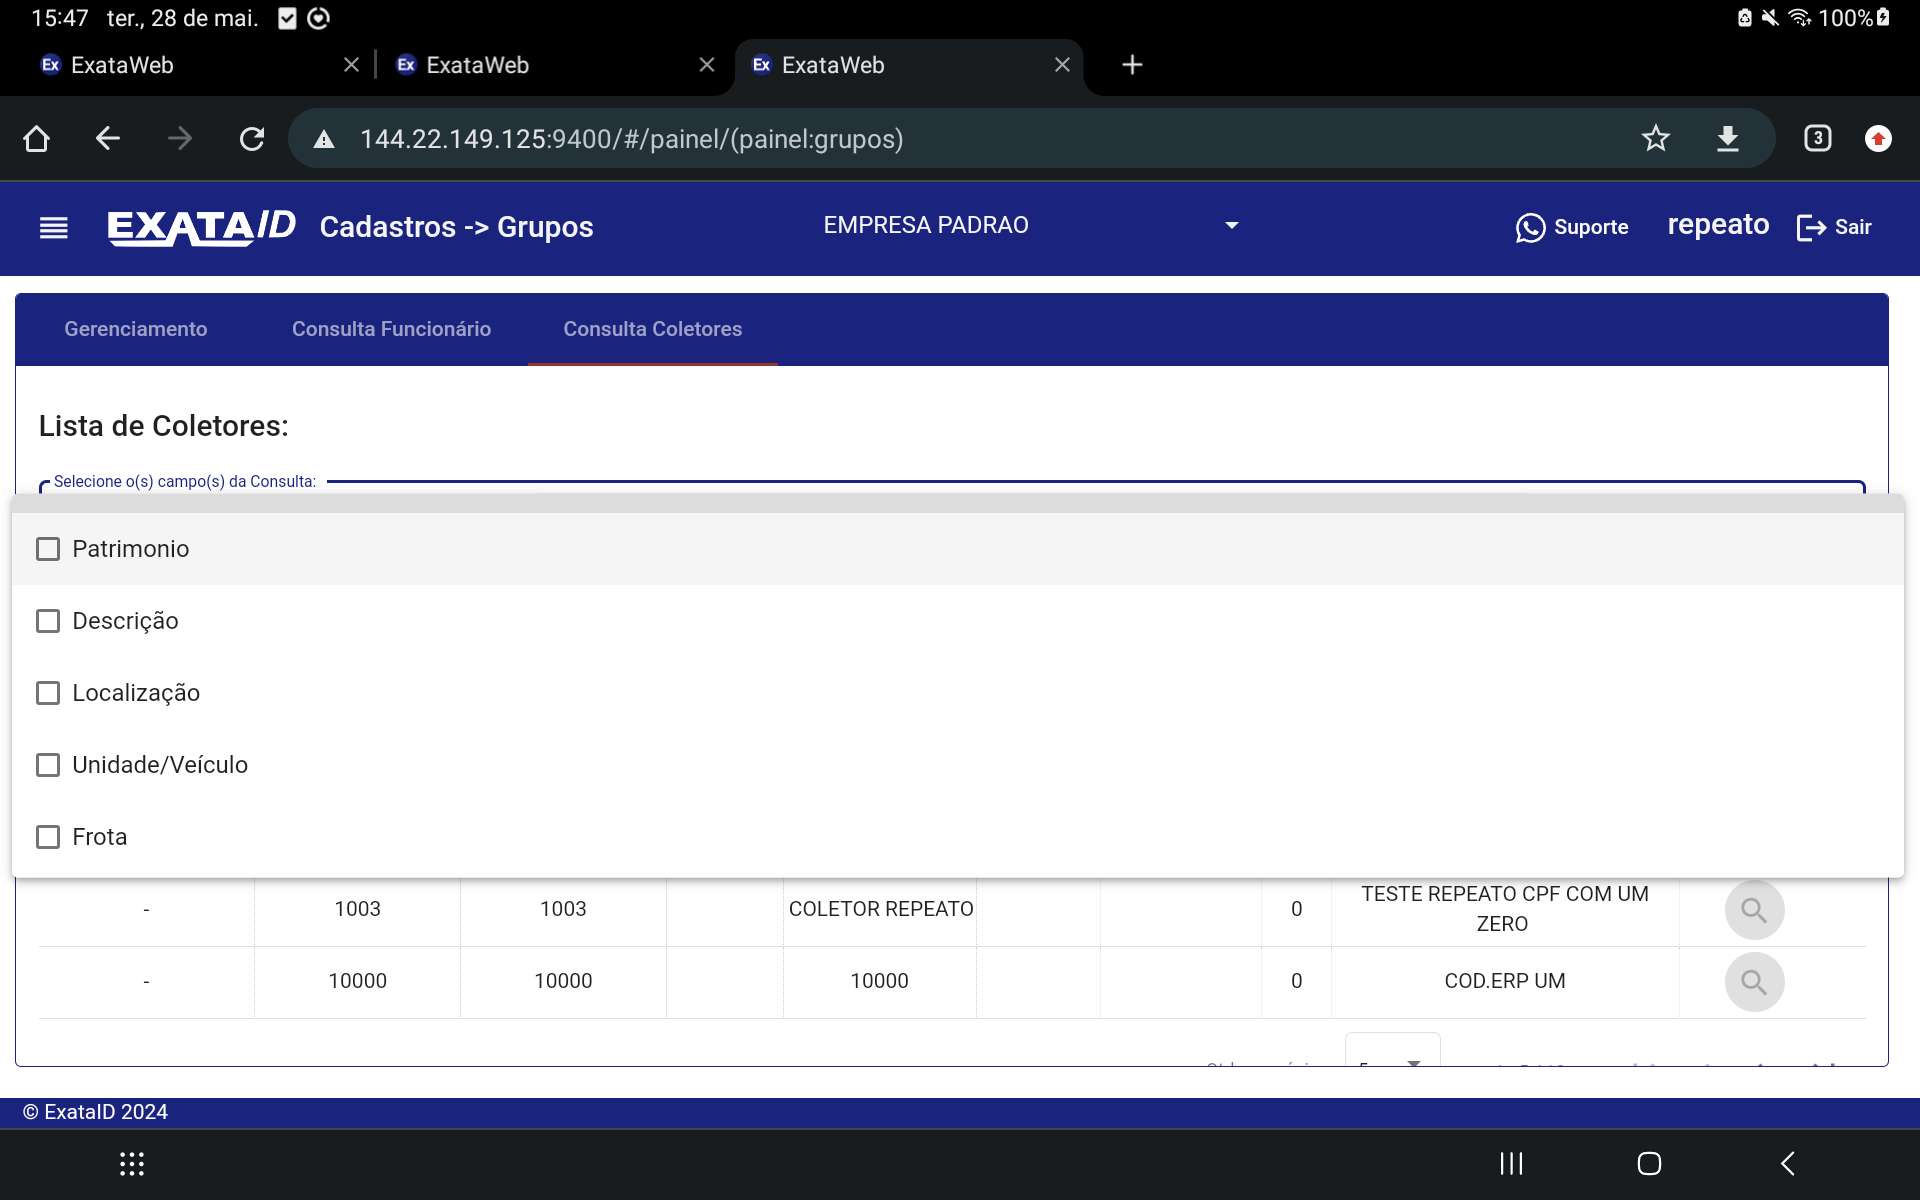 15:47 ter., 28 de mai.
100%
Ex ExataWeb
Ex ExataWeb
Ex ExataWeb
144.22.149.125:9400/#/painel/(painel:grupos)
3
EXATA/D Cadastros -> Grupos
EMPRESA PADRAO
Suporte
repeato
Sair
Gerenciamento
Consulta Funcionário
Consulta Coletores
Lista de Coletores:
Selecione o(s) campo(s) da Consulta:
Patrimonio
Descrição
Localização
Unidade/Veículo
Frota
- 1003 1003 COLETOR REPEATO 0 TESTE REPEATO CPF COM UM
ZERO
- 10000 10000 10000 0 COD.ERP UM
© ExataID 2024